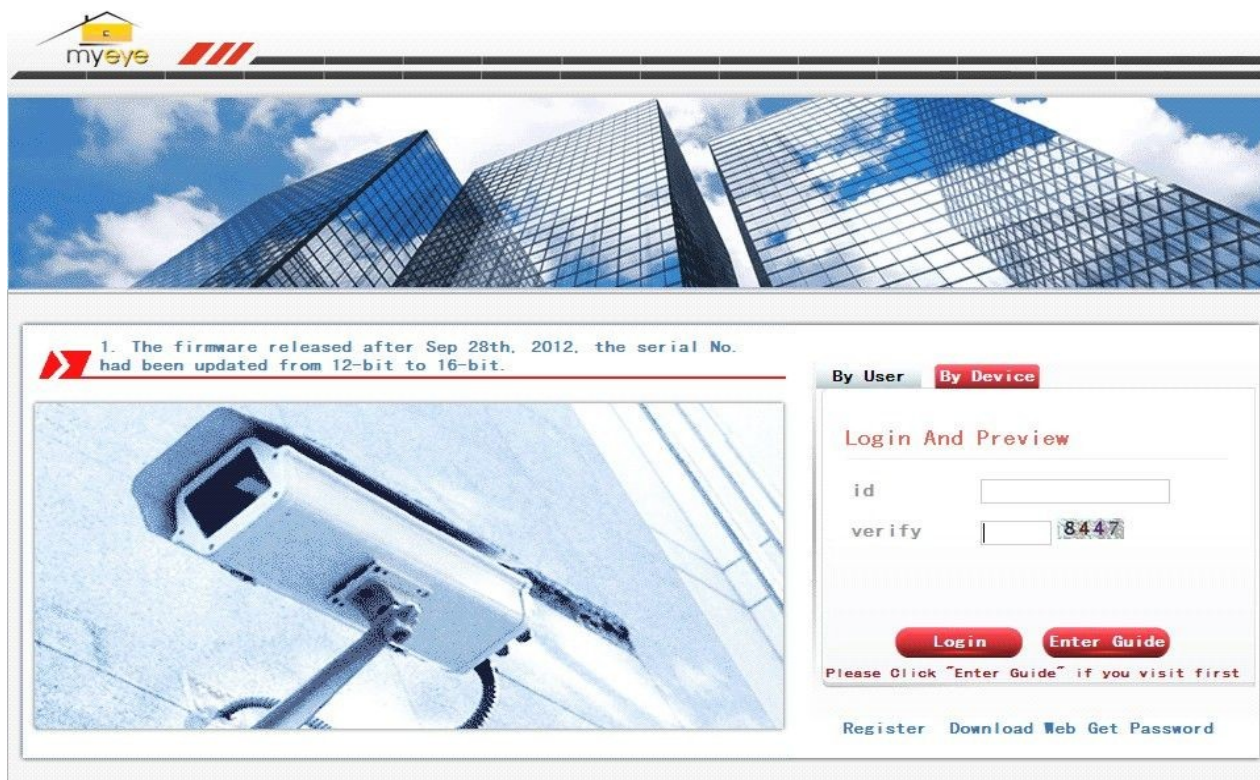 myeye
1. The firmware released after Sep 28th, 2012, the serial No.
had been updated from 12-bit to 16-bit.
By User By Device
Login And Preview
id
verify 8447
Login Enter Guide
Please Click "Enter Guide" if you visit first
Register Download Web Get Password